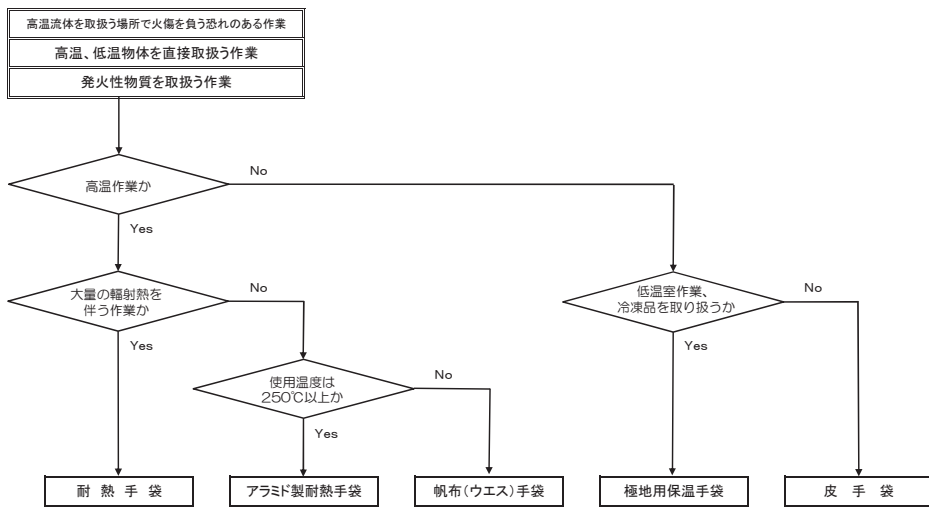 高温流体を取扱う場所で火傷を負う恐れのある作業
高温、低温物体を直接取扱う作業
発火性物質を取扱う作業
高温作業か
No
Yes
大量の輻射熱を
伴う作業か
No
Yes
低温室作業、
冷凍品を取り扱うか
No
Yes
使用温度は
250℃以上か
No
Yes
耐 熱 手 袋
アラミド製耐熱手袋
帆布(ウエス)手袋
極地用保温手袋
皮 手 袋